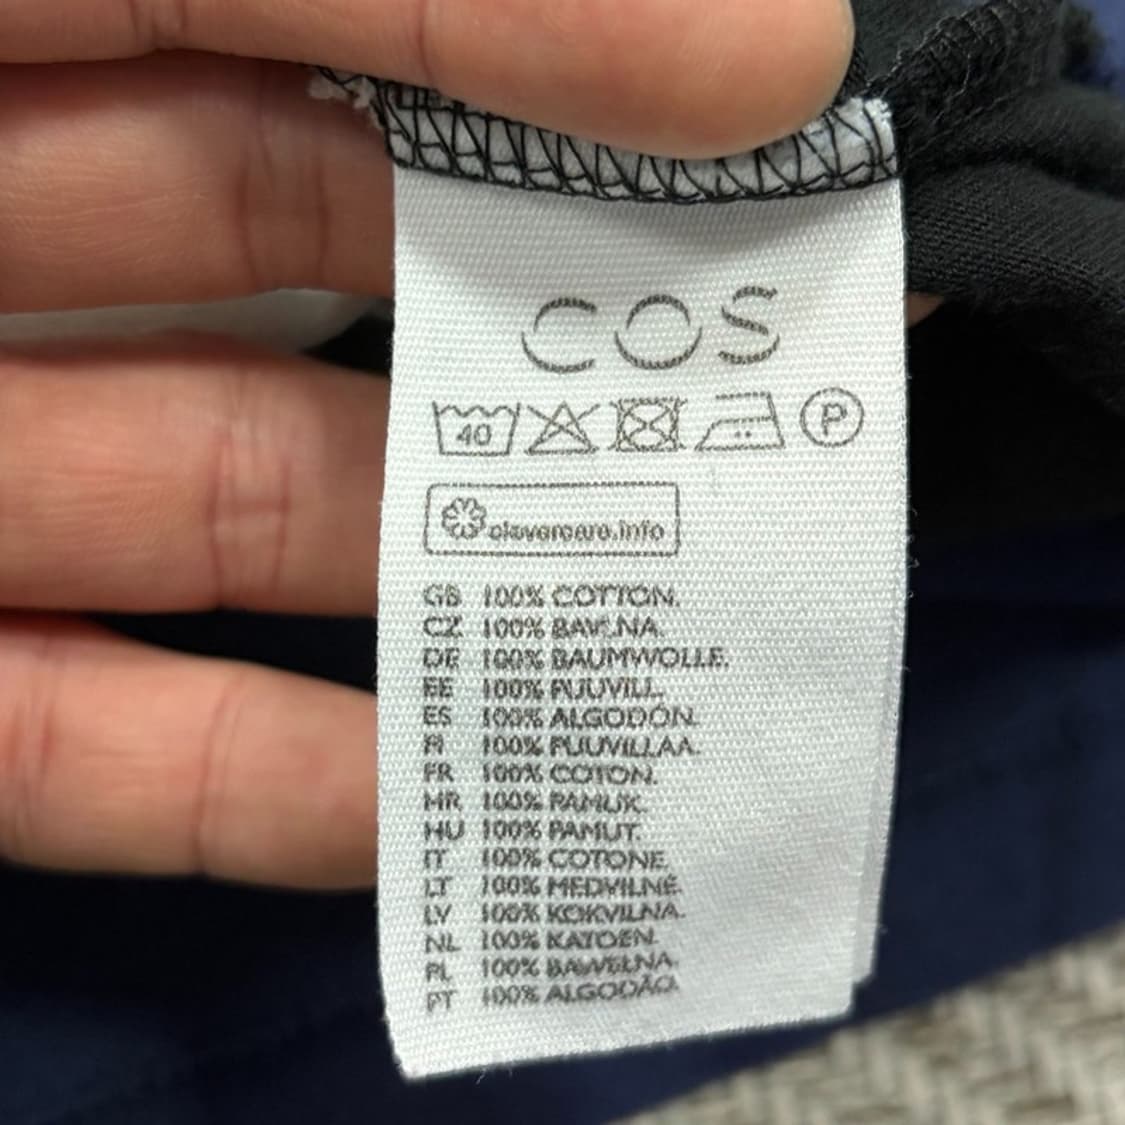 COS
40 P
clevercare.info
GB 100% COTTON.
CZ 100% BAVLNA.
DE 100% BAUMWOLLE.
EE 100% PUUVILL.
ES 100% ALGODÓN.
FI 100% PUUVILLAA.
FR 100% COTON.
HR 100% PAMUK.
HU 100% PAMUT.
IT 100% COTONE.
LT 100% MEDVILNĖ.
LV 100% KOKVILNA.
NL 100% KATOEN.
PL 100% BAWEŁNA.
PT 100% ALGODÃO.